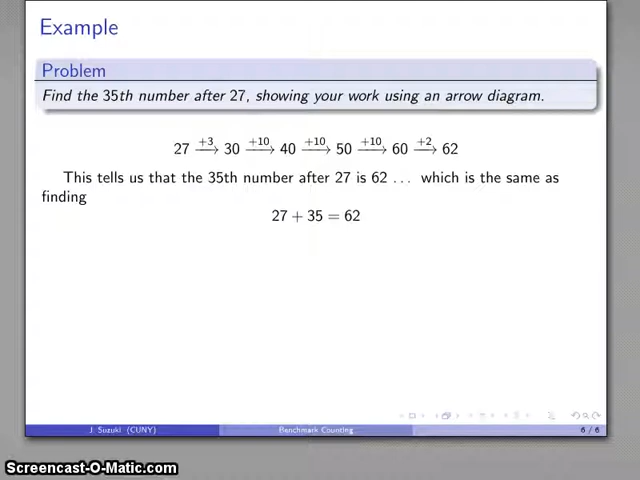 Example
Problem
Find the 35th number after 27, showing your work using an arrow diagram.
27 +3⟶ 30 +10⟶ 40 +10⟶ 50 +10⟶ 60 +2⟶ 62
This tells us that the 35th number after 27 is 62 ... which is the same as
finding
27 + 35 = 62
J. Suzuki (CUNY) Benchmark Counting 6 / 6
Screencast-O-Matic.com